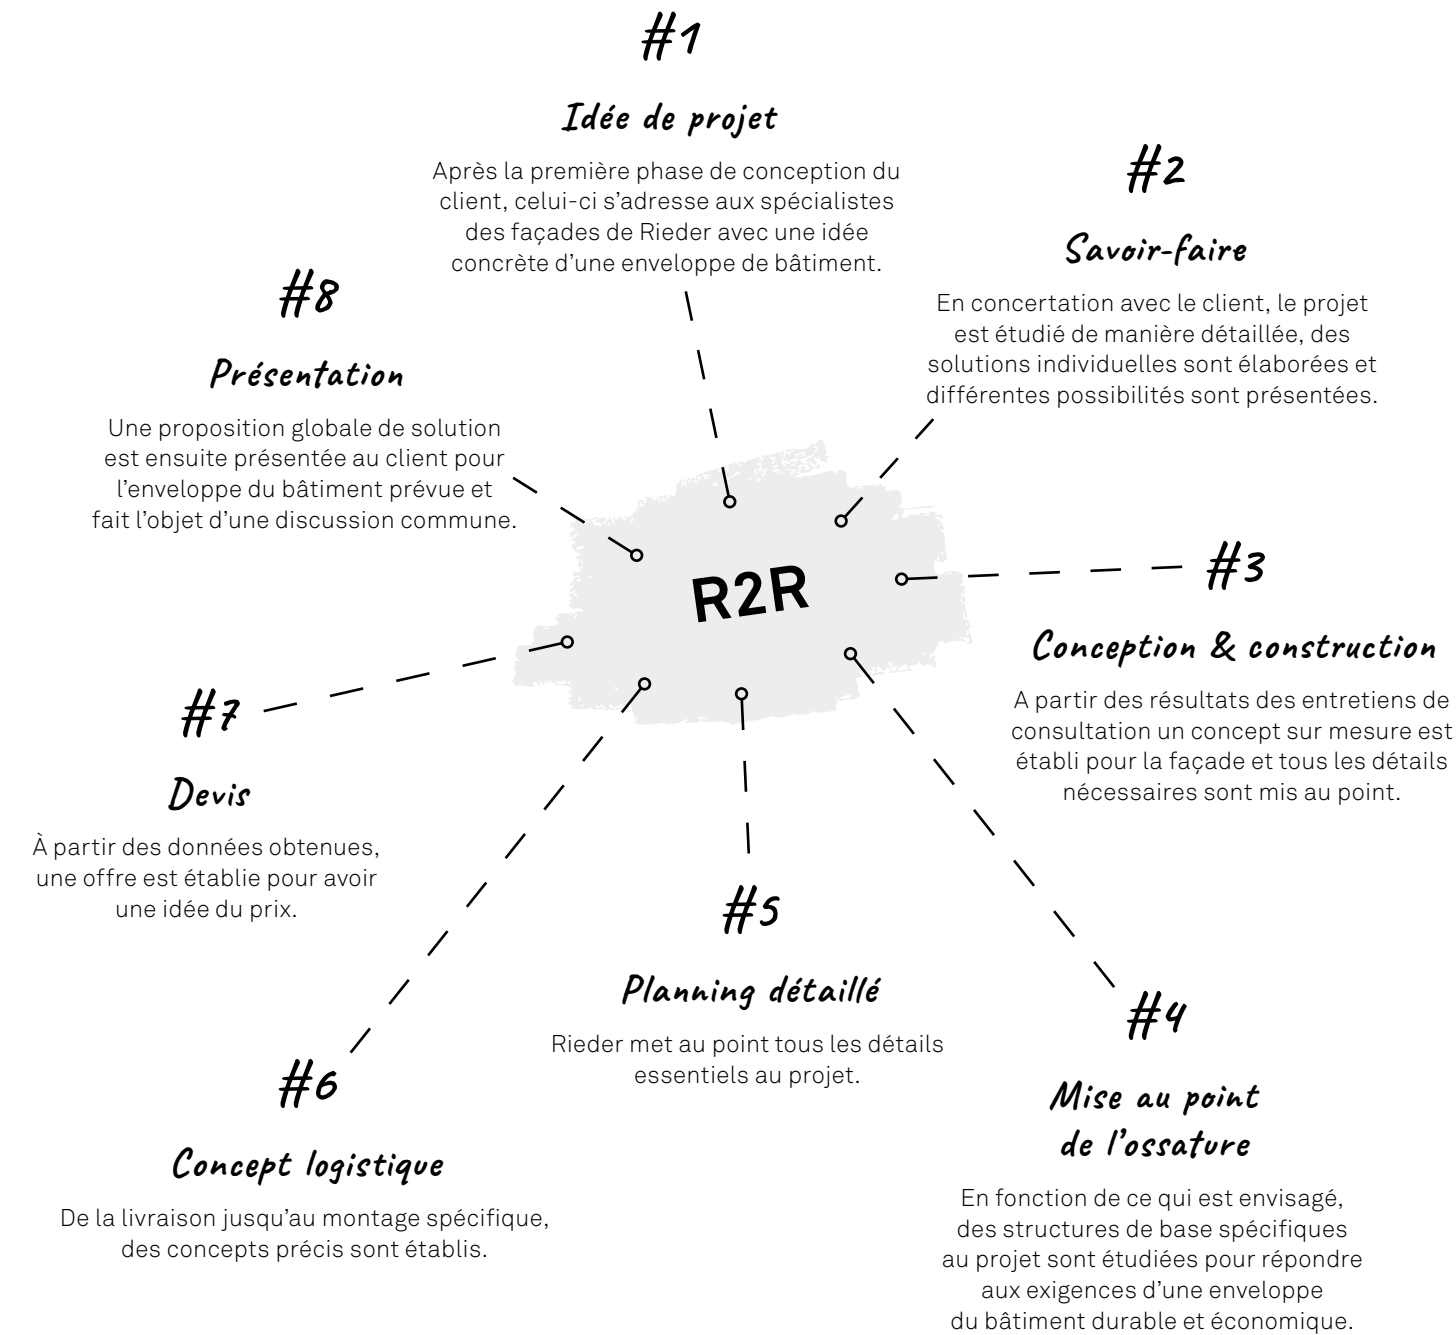 #1
Idée de projet
Après la première phase de conception du
client, celui-ci s’adresse aux spécialistes
des façades de Rieder avec une idée
concrète d’une enveloppe de bâtiment.
#2
Savoir-faire
En concertation avec le client, le projet
est étudié de manière détaillée, des
solutions individuelles sont élaborées et
différentes possibilités sont présentées.
#3
Conception & construction
A partir des résultats des entretiens de
consultation un concept sur mesure est
établi pour la façade et tous les détails
nécessaires sont mis au point.
#4
Mise au point
de l’ossature
En fonction de ce qui est envisagé,
des structures de base spécifiques
au projet sont étudiées pour répondre
aux exigences d’une enveloppe
du bâtiment durable et économique.
#5
Planning détaillé
Rieder met au point tous les détails
essentiels au projet.
#6
Concept logistique
De la livraison jusqu’au montage spécifique,
des concepts précis sont établis.
#7
Devis
À partir des données obtenues,
une offre est établie pour avoir
une idée du prix.
#8
Présentation
Une proposition globale de solution
est ensuite présentée au client pour
l’enveloppe du bâtiment prévue et
fait l’objet d’une discussion commune.
R2R